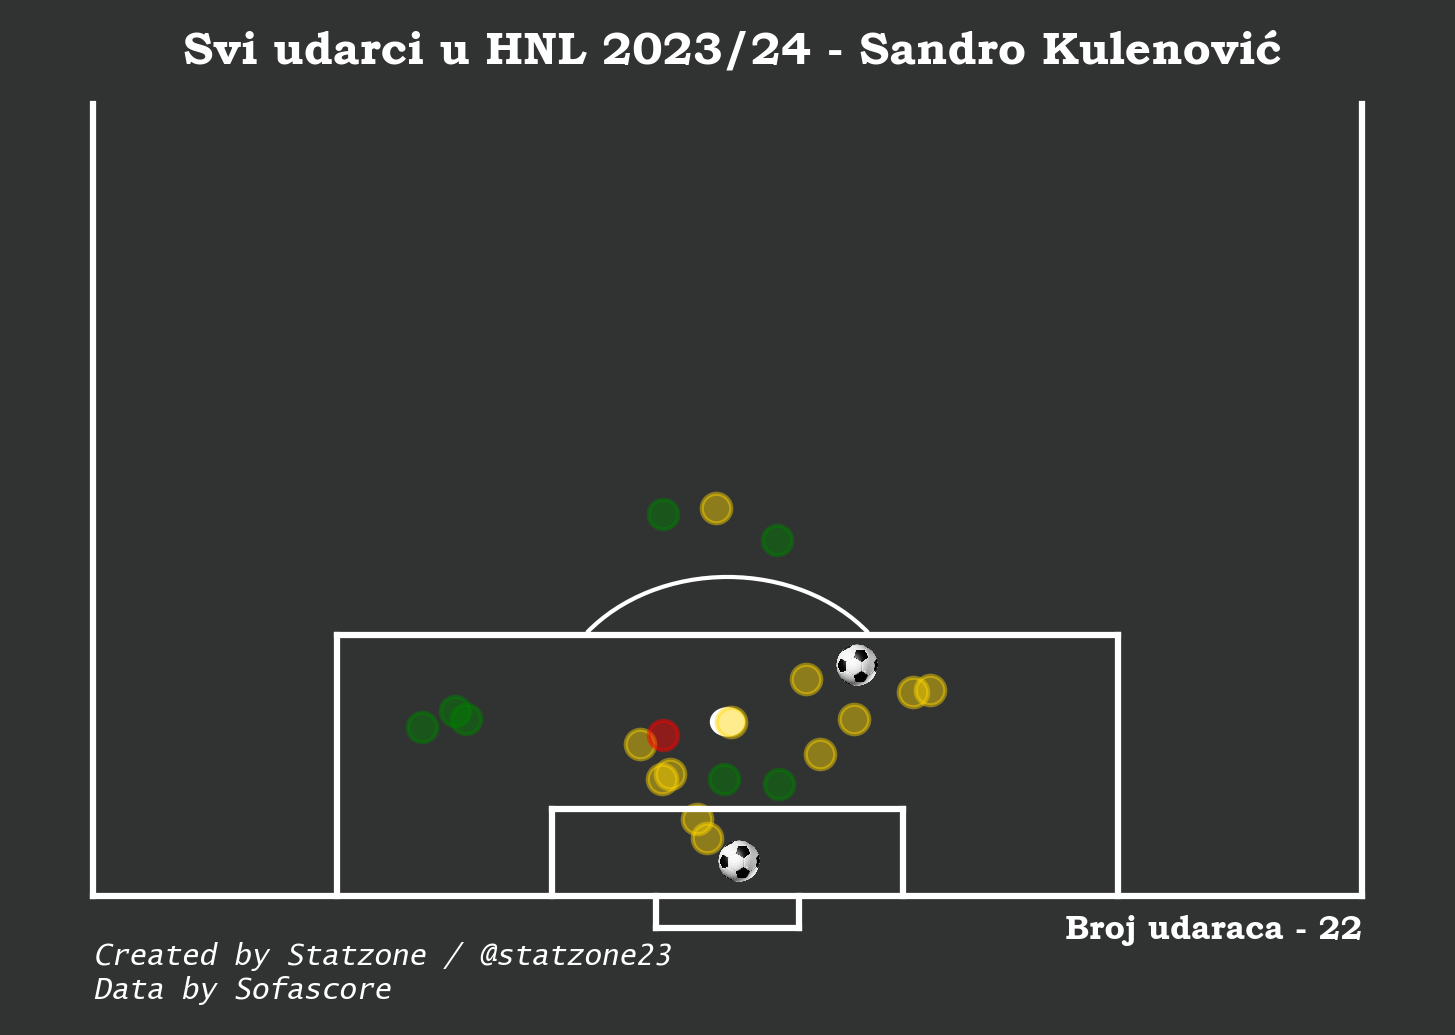 Svi udarci u HNL 2023/24 - Sandro Kulenović
Broj udaraca - 22
Created by Statzone / @statzone23
Data by Sofascore